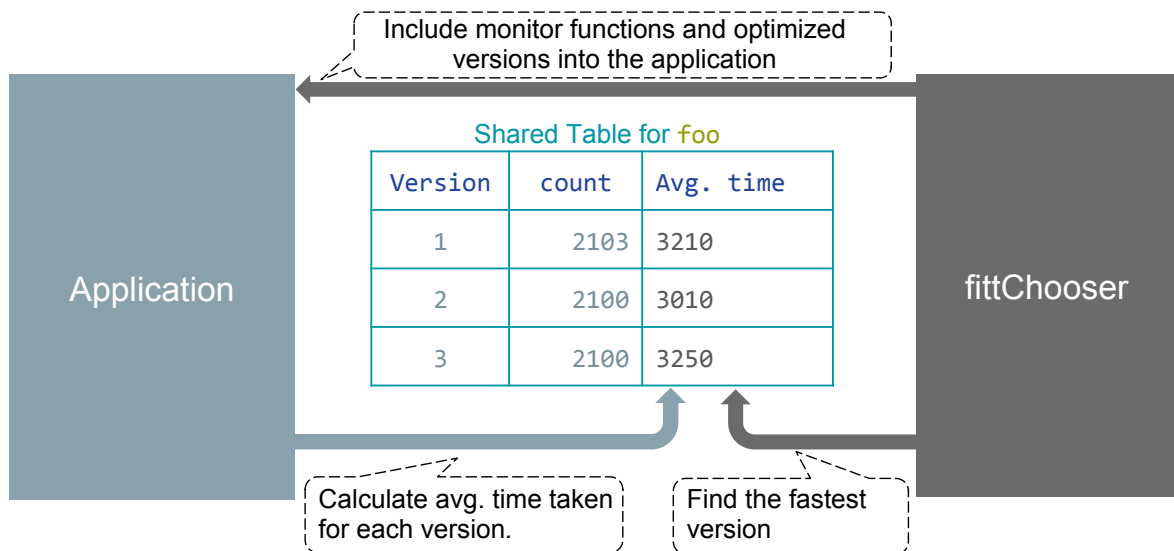 Include monitor functions and optimized
versions into the application
Shared Table for foo
Version count Avg. time
1 2103 3210
2 2100 3010
3 2100 3250
Application
fittChooser
Calculate avg. time taken
for each version.
Find the fastest
version